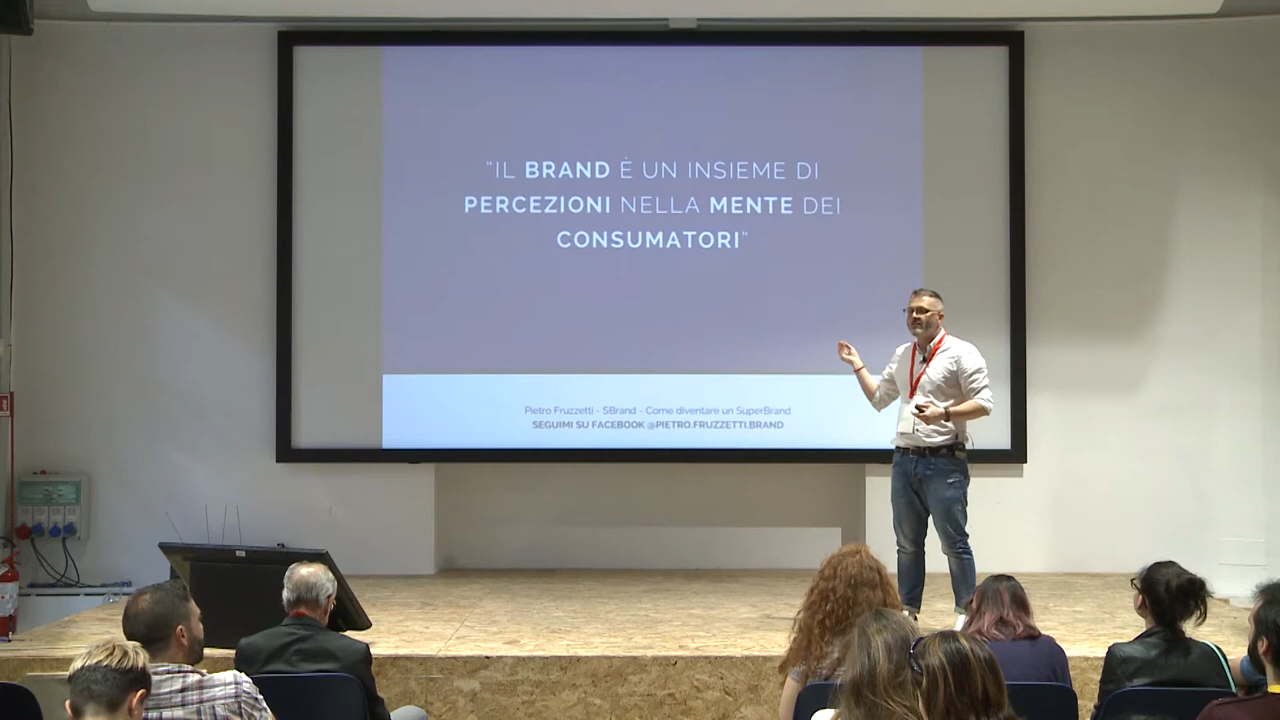 "IL BRAND È UN INSIEME DI
PERCEZIONI NELLA MENTE DEI
CONSUMATORI"
Pietro Fruzzetti - SBrand - Come diventare un SuperBrand
SEGUIMI SU FACEBOOK @PIETRO.FRUZZETTI.BRAND